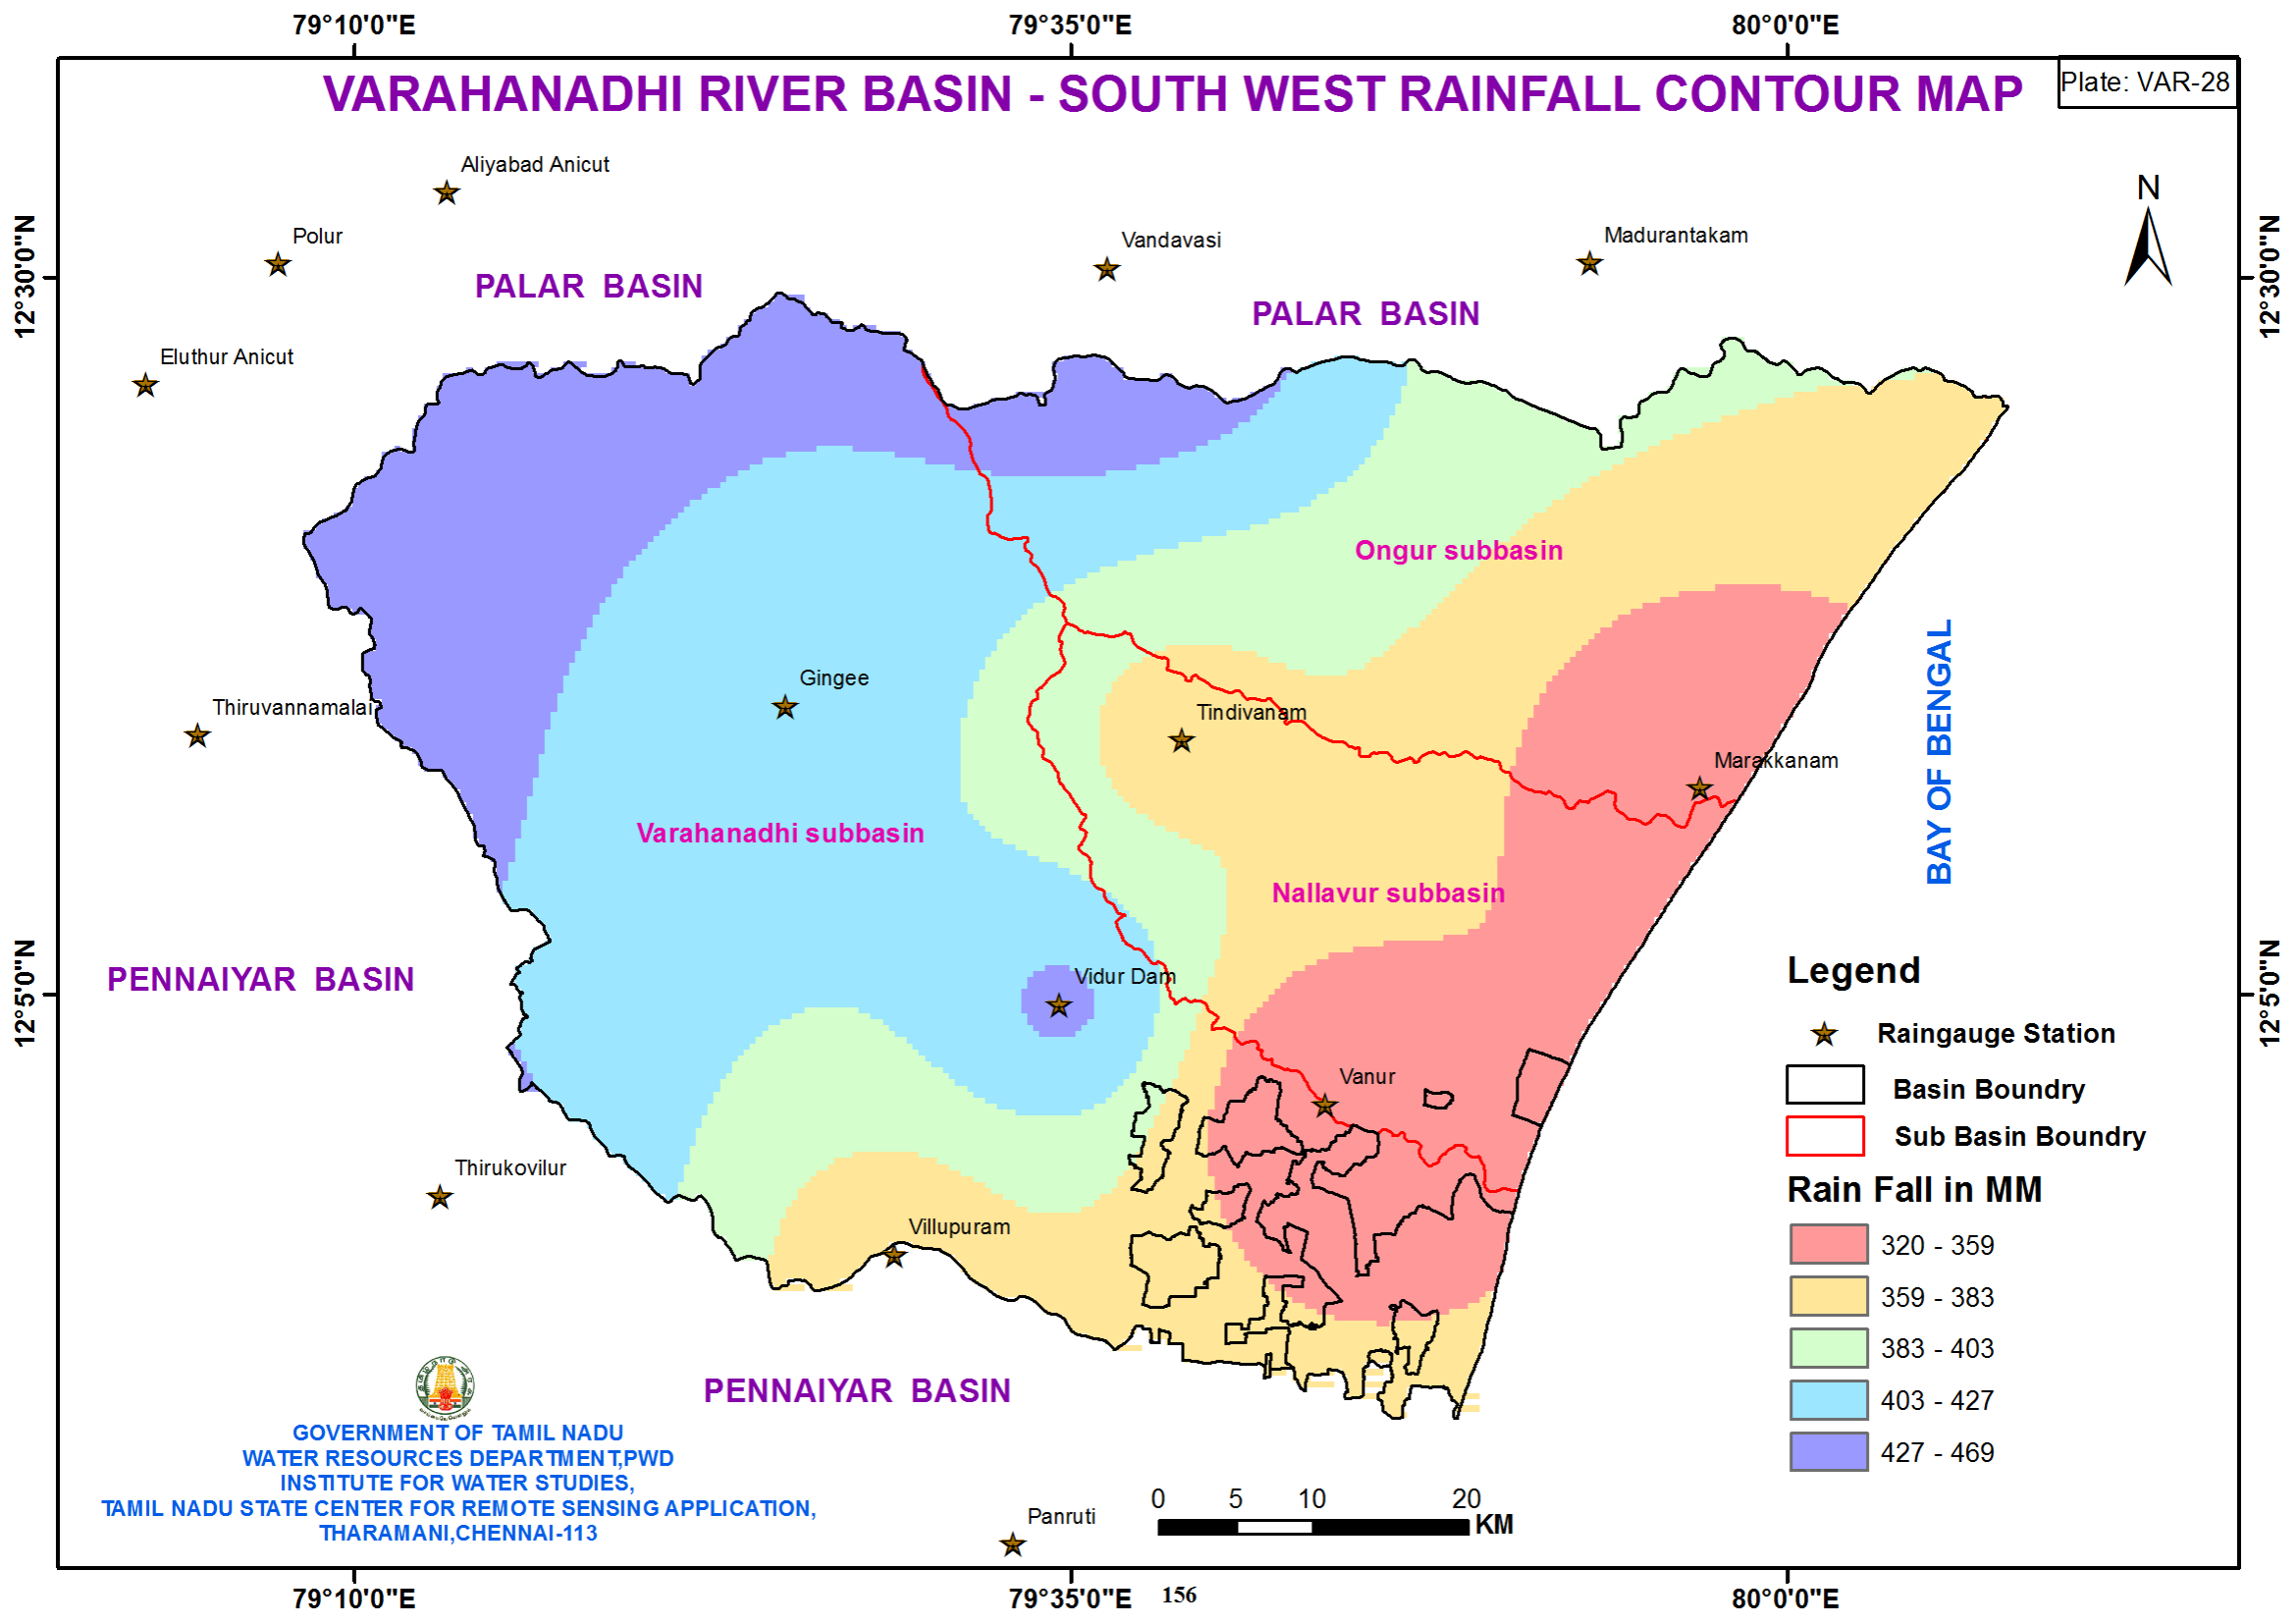 79°10'0"E 79°35'0"E 80°0'0"E
VARAHANADHI RIVER BASIN - SOUTH WEST RAINFALL CONTOUR MAP
Plate: VAR-28
Aliyabad Anicut
N
Polur
Vandavasi
Madurantakam
12°30'0"N
12°30'0"N
PALAR BASIN
PALAR BASIN
Eluthur Anicut
Ongur subbasin
Gingee
Thiruvannamalai
Tindivanam
BAY OF BENGAL
Marakkanam
Varahanadhi subbasin
Nallavur subbasin
PENNAIYAR BASIN
Vidur Dam
12°5'0"N
12°5'0"N
Legend
Raingauge Station
Vanur
Basin Boundry
Sub Basin Boundry
Thirukovilur
Rain Fall in MM
Villupuram
320 - 359
359 - 383
383 - 403
403 - 427
427 - 469
PENNAIYAR BASIN
GOVERNMENT OF TAMIL NADU
WATER RESOURCES DEPARTMENT,PWD
INSTITUTE FOR WATER STUDIES,
TAMIL NADU STATE CENTER FOR REMOTE SENSING APPLICATION,
THARAMANI,CHENNAI-113
0 5 10 20
KM
Panruti
79°10'0"E 79°35'0"E 156 80°0'0"E